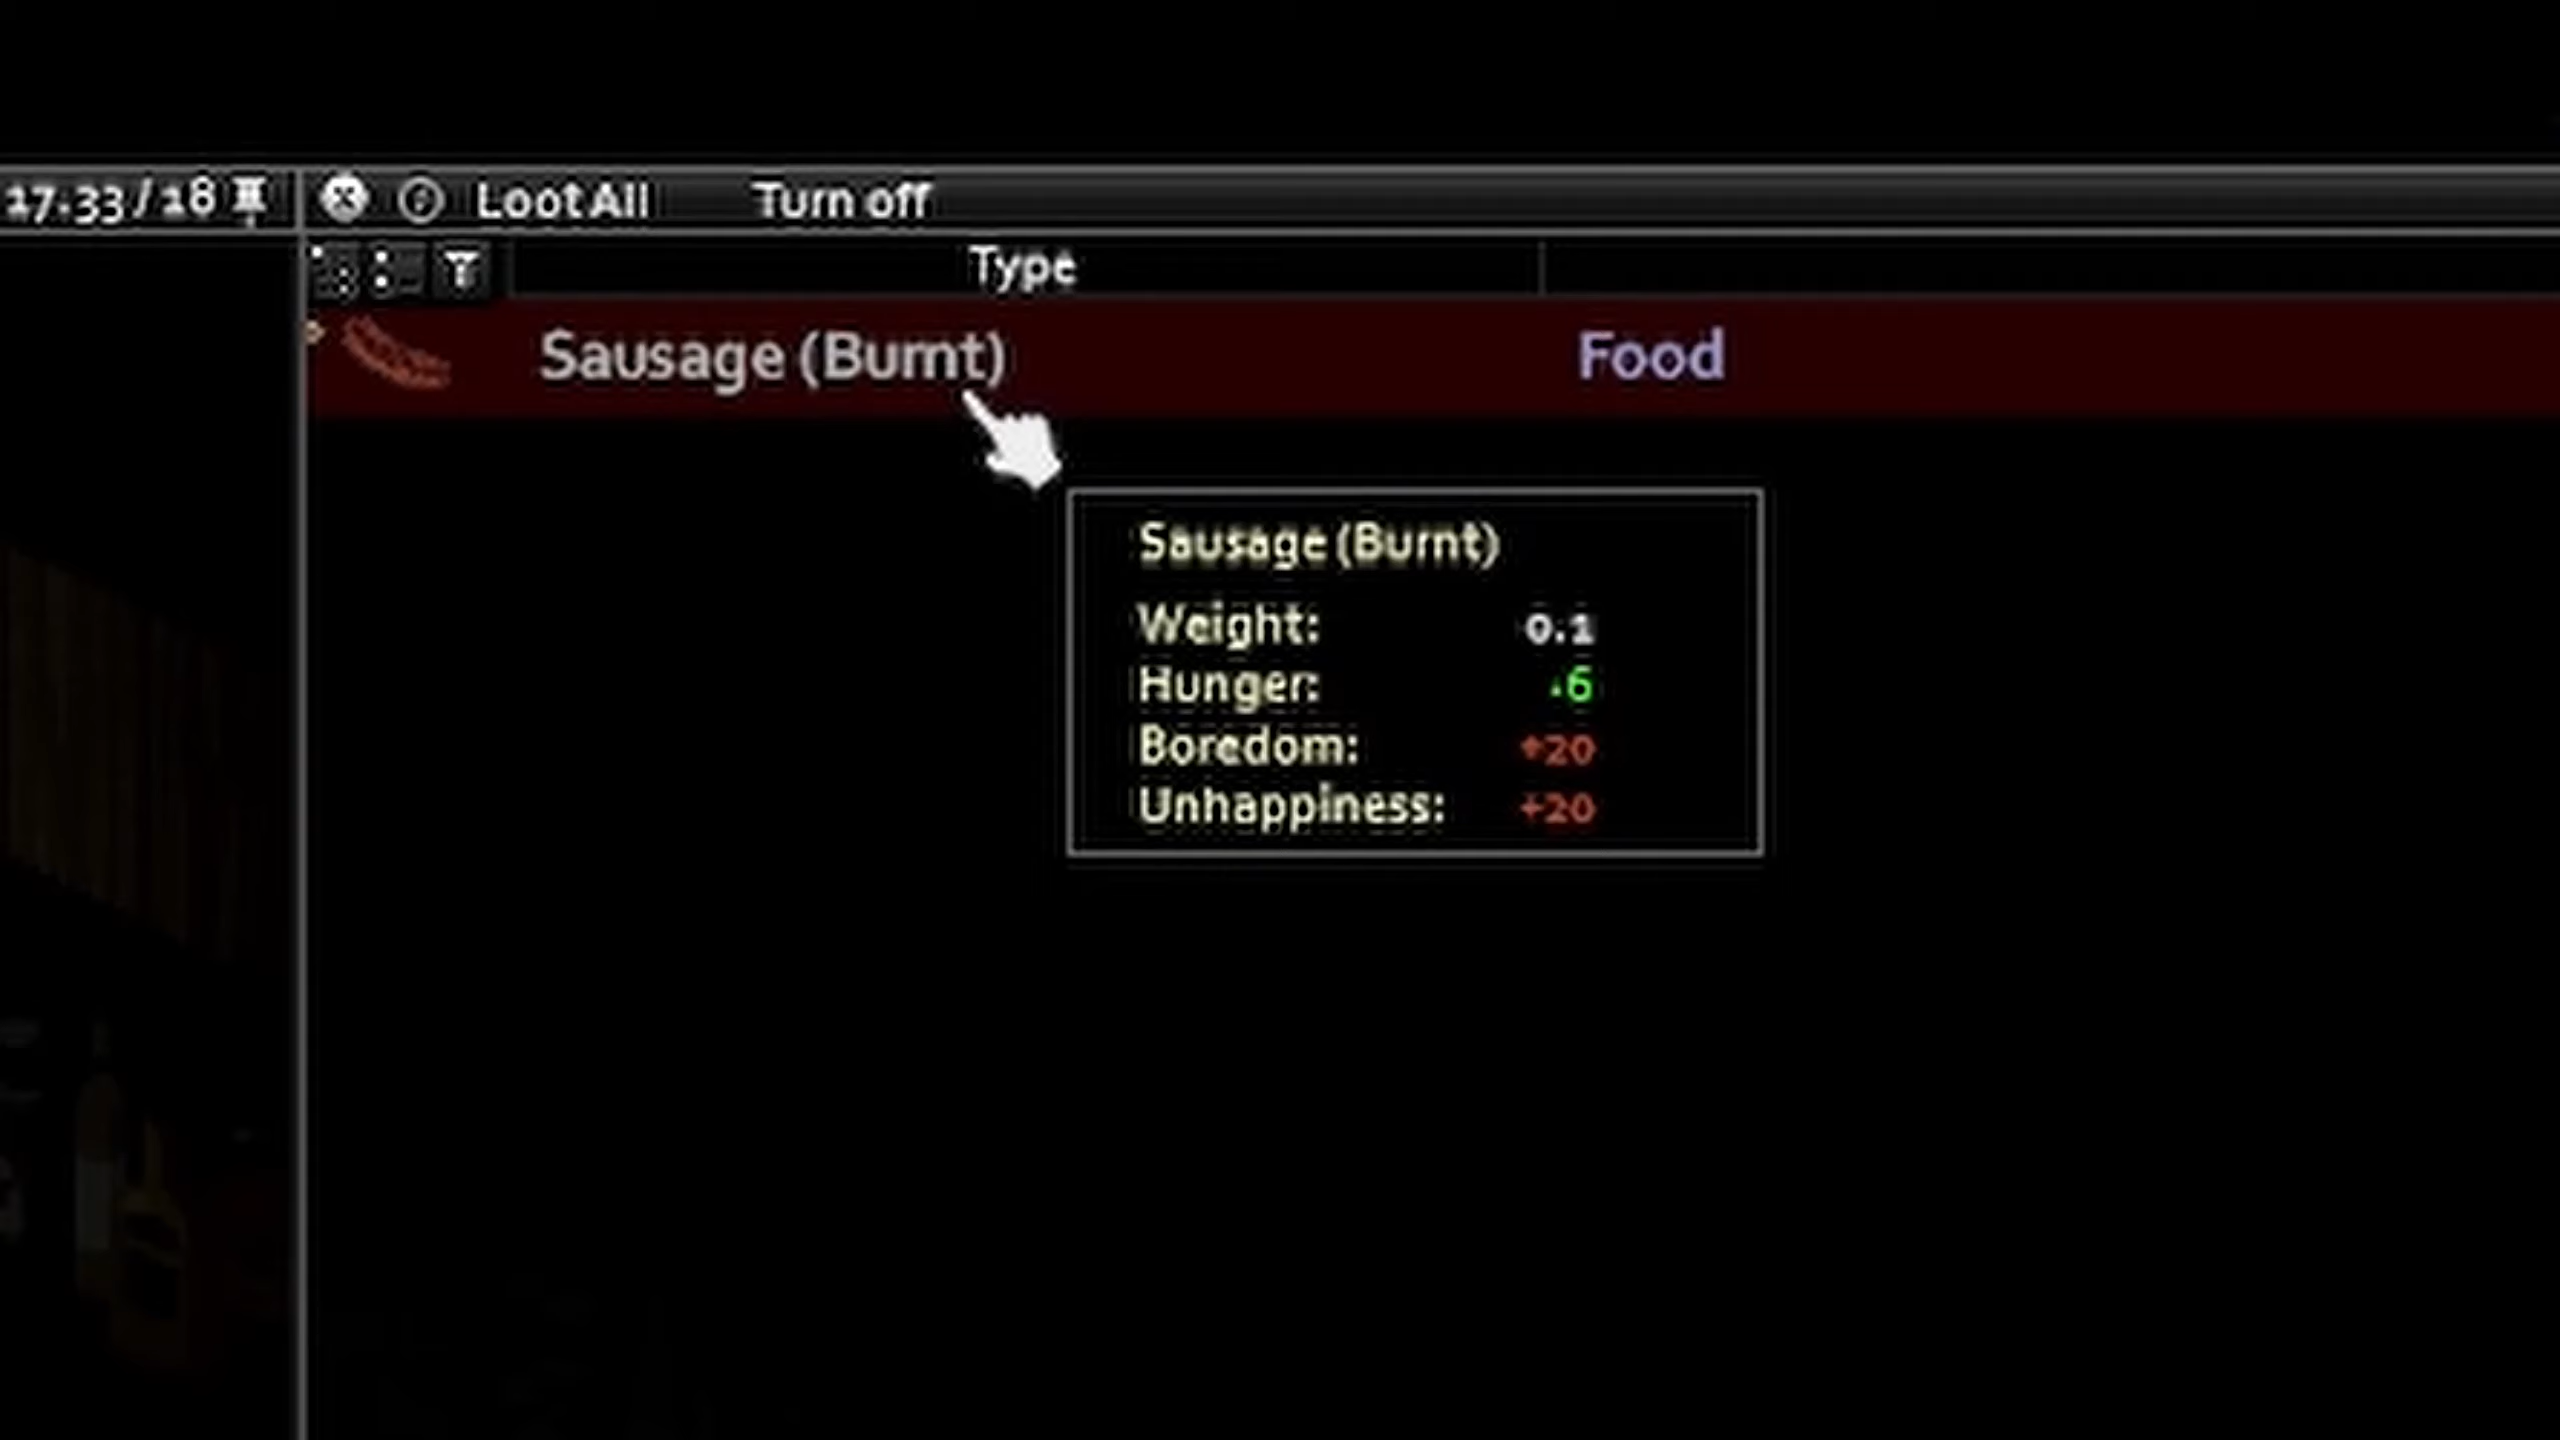 17.33 / 18 Loot All Turn off
Type
Sausage (Burnt) Food
Sausage (Burnt)
Weight: 0.1
Hunger: -6
Boredom: +20
Unhappiness: +20